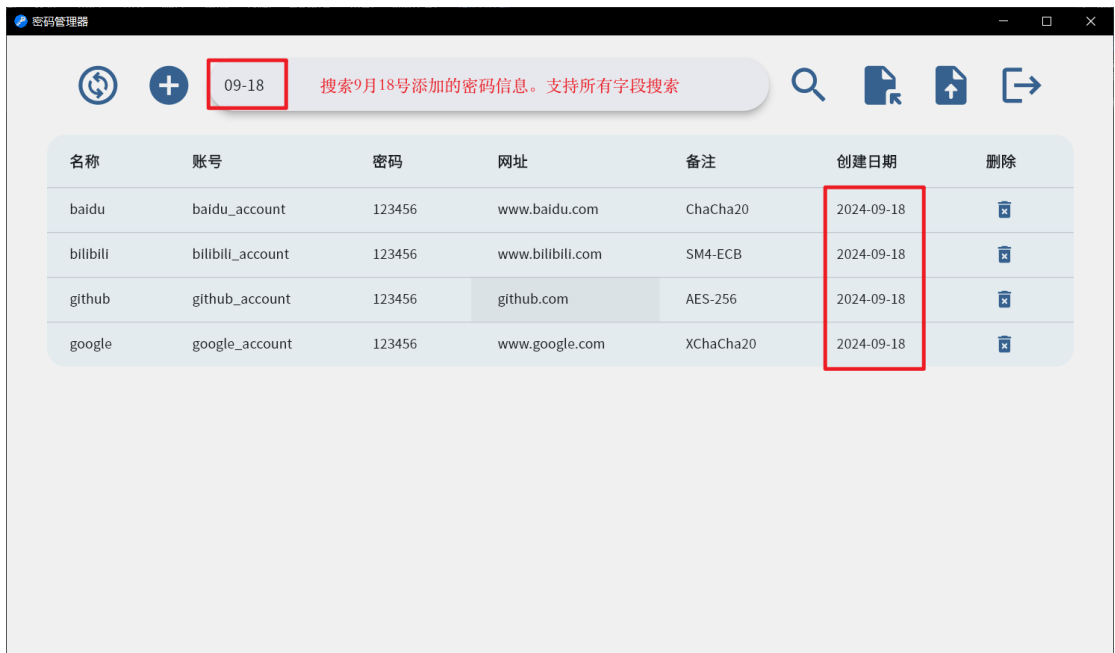 密码管理器
09-18 搜索9月18号添加的密码信息。支持所有字段搜索
名称 账号 密码 网址 备注 创建日期 删除
baidu baidu_account 123456 www.baidu.com ChaCha20 2024-09-18
bilibili bilibili_account 123456 www.bilibili.com SM4-ECB 2024-09-18
github github_account 123456 github.com AES-256 2024-09-18
google google_account 123456 www.google.com XChaCha20 2024-09-18